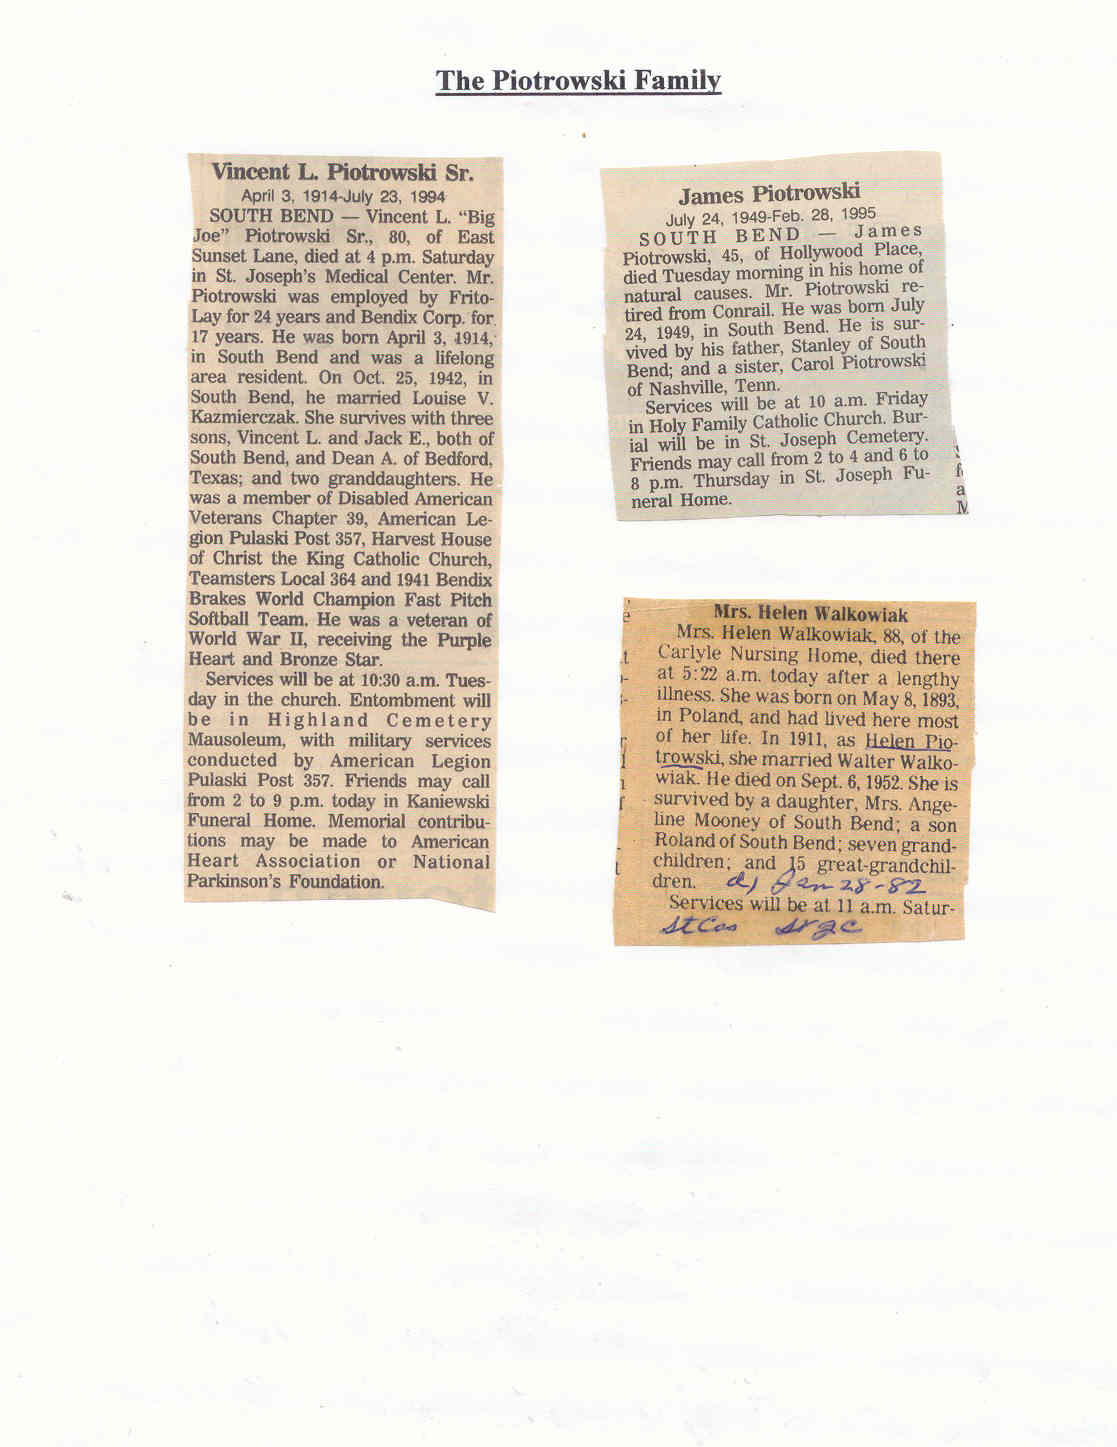 The Piotrowski Family
Vincent L. Piotrowski Sr.
April 3, 1914-July 23, 1994
SOUTH BEND — Vincent L. “Big
Joe” Piotrowski Sr., 80, of East
Sunset Lane, died at 4 p.m. Saturday
in St. Joseph’s Medical Center. Mr.
Piotrowski was employed by Frito-
Lay for 24 years and Bendix Corp. for
17 years. He was born April 3, 1914,
in South Bend and was a lifelong
area resident. On Oct. 25, 1942, in
South Bend, he married Louise V.
Kazmierczak. She survives with three
sons, Vincent L. and Jack E., both of
South Bend, and Dean A. of Bedford,
Texas; and two granddaughters. He
was a member of Disabled American
Veterans Chapter 39, American Le-
gion Pulaski Post 357, Harvest House
of Christ the King Catholic Church,
Teamsters Local 364 and 1941 Bendix
Brakes World Champion Fast Pitch
Softball Team. He was a veteran of
World War II, receiving the Purple
Heart and Bronze Star.
Services will be at 10:30 a.m. Tues-
day in the church. Entombment will
be in Highland Cemetery
Mausoleum, with military services
conducted by American Legion
Pulaski Post 357. Friends may call
from 2 to 9 p.m. today in Kaniewski
Funeral Home. Memorial contribu-
tions may be made to American
Heart Association or National
Parkinson’s Foundation.
James Piotrowski
July 24, 1949-Feb. 28, 1995
SOUTH BEND — James
Piotrowski, 45, of Hollywood Place,
died Tuesday morning in his home of
natural causes. Mr. Piotrowski re-
tired from Conrail. He was born July
24, 1949, in South Bend. He is sur-
vived by his father, Stanley of South
Bend; and a sister, Carol Piotrowski
of Nashville, Tenn.
Services will be at 10 a.m. Friday
in Holy Family Catholic Church. Bur-
ial will be in St. Joseph Cemetery.
Friends may call from 2 to 4 and 6 to
8 p.m. Thursday in St. Joseph Fu-
neral Home.
Mrs. Helen Walkowiak
Mrs. Helen Walkowiak, 88, of the
Carlyle Nursing Home, died there
at 5:22 a.m. today after a lengthy
illness. She was born on May 8, 1893,
in Poland, and had lived here most
of her life. In 1911, as Helen Pio-
trowski, she married Walter Walko-
wiak. He died on Sept. 6, 1952. She is
survived by a daughter, Mrs. Ange-
line Mooney of South Bend; a son
Roland of South Bend; seven grand-
children; and 15 great-grandchil-
dren. d) Jan 28-82
Services will be at 11 a.m. Satur-
St Cas St J C